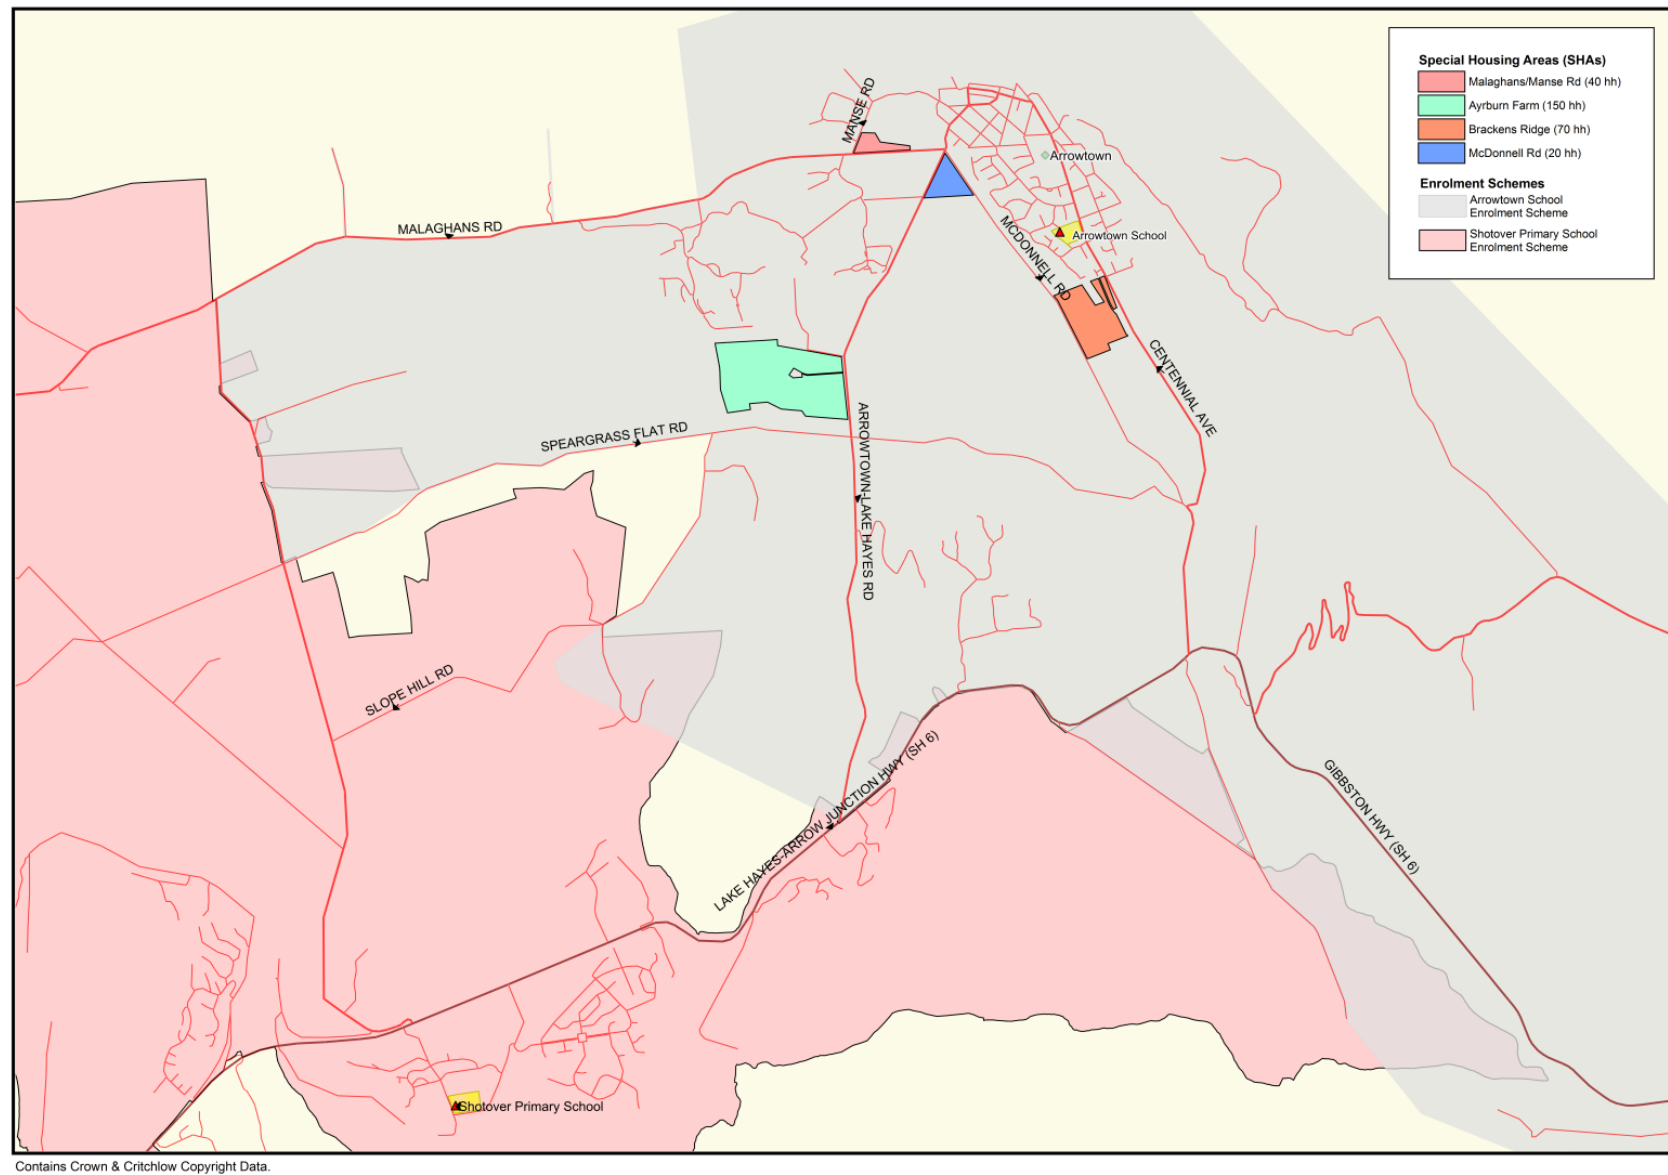 Special Housing Areas (SHAs)
Malaghans/Manse Rd (40 hh)
Ayrburn Farm (150 hh)
Brackens Ridge (70 hh)
McDonnell Rd (20 hh)
Enrolment Schemes
Arrowtown School
Enrolment Scheme
Shotover Primary School
Enrolment Scheme
MANSE RD
Arrowtown
MALAGHANS RD
MCDONNELL RD
Arrowtown School
CENTENNIAL AVE
SPEARGRASS FLAT RD
ARROWTOWN-LAKE HAYES RD
SLOPE HILL RD
LAKE HAYES-ARROW JUNCTION HWY (SH 6)
GIBBSTON HWY (SH 6)
Shotover Primary School
Contains Crown & Critchlow Copyright Data.